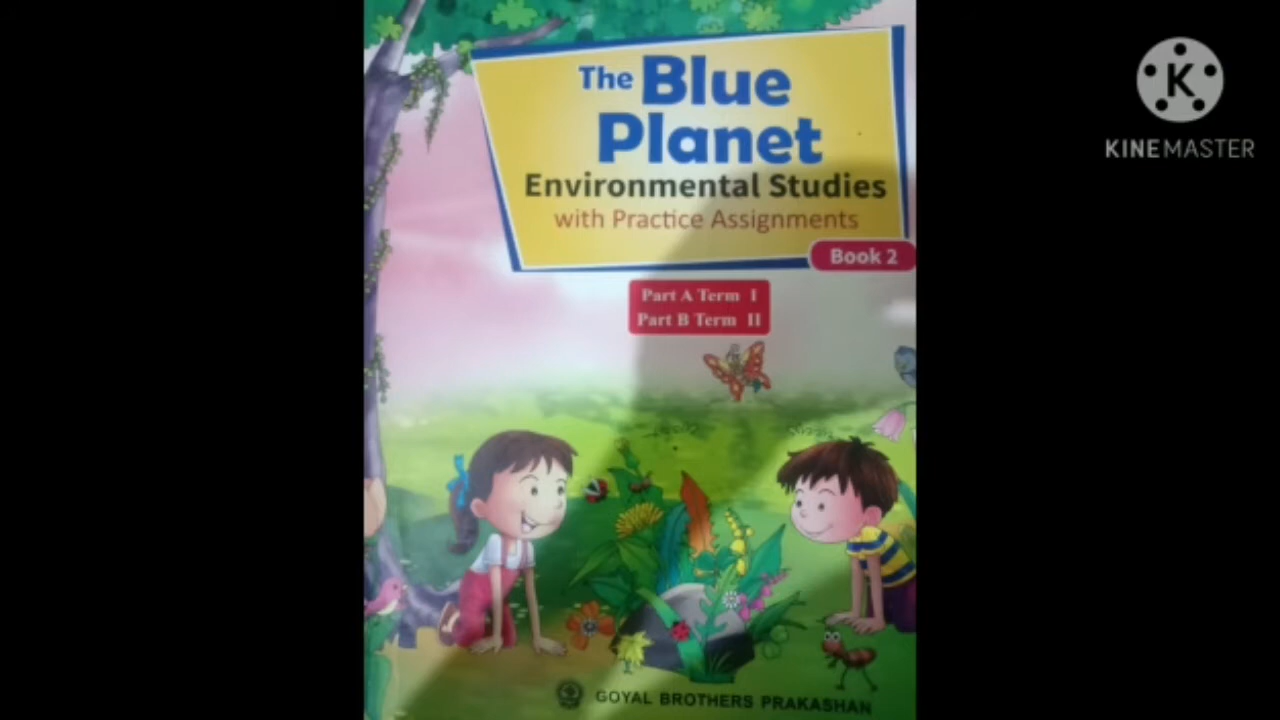 The Blue
Planet
Environmental Studies
with Practice Assignments
Book 2
Part A Term I
Part B Term II
GOYAL BROTHERS PRAKASHAN
K
KINEMASTER